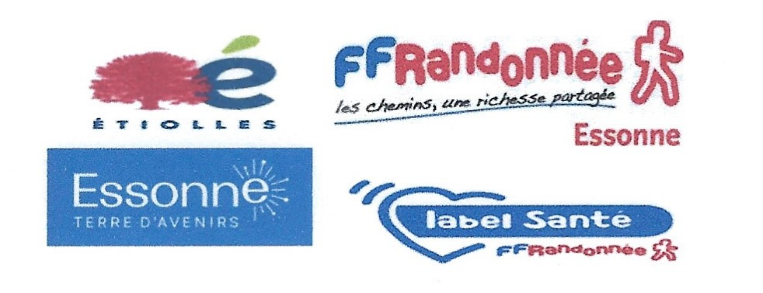 é
ÉTIOLLES
FFRandonnée
les chemins, une richesse partagée
Essonne
Essonne
TERRE D'AVENIRS
label Santé
FFRandonnée